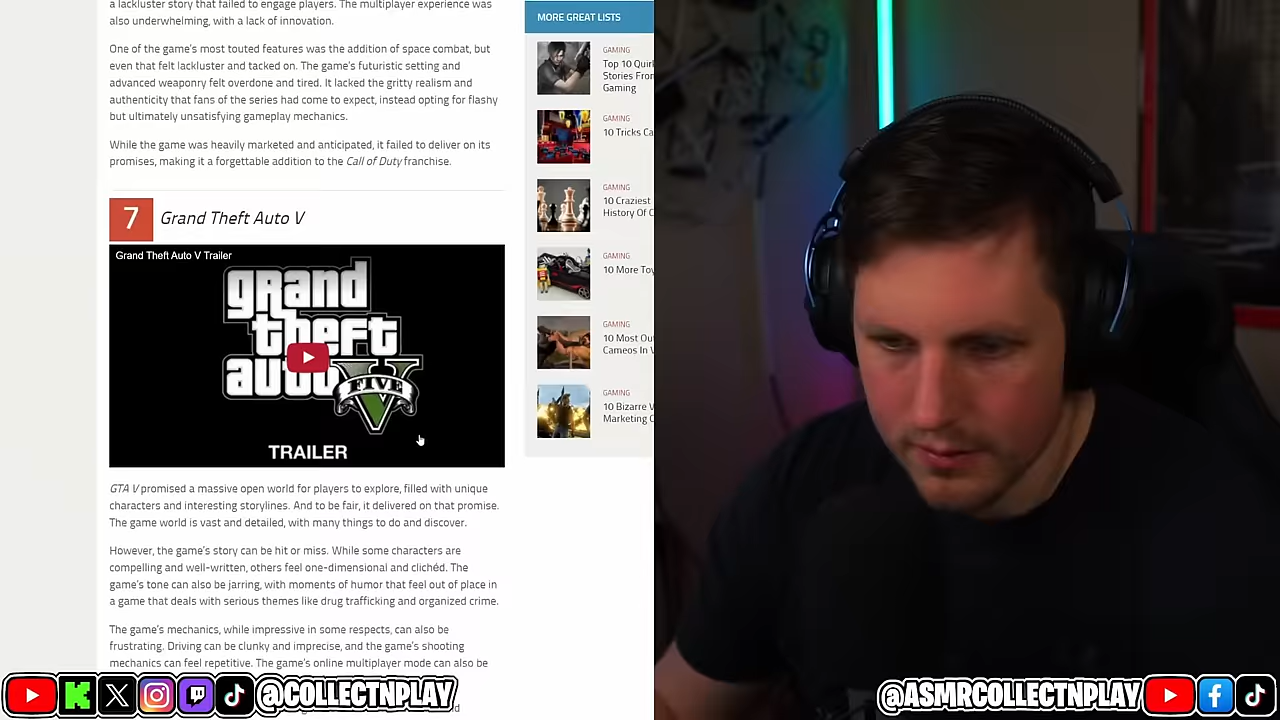 a lackluster story that failed to engage players. The multiplayer experience was
also underwhelming, with a lack of innovation.
One of the game's most touted features was the addition of space combat, but
even that felt lackluster and tacked on. The game's futuristic setting and
advanced weaponry felt overdone and tired. It lacked the gritty realism and
authenticity that fans of the series had come to expect, instead opting for flashy
but ultimately unsatisfying gameplay mechanics.
While the game was heavily marketed and anticipated, it failed to deliver on its
promises, making it a forgettable addition to the Call of Duty franchise.
7 Grand Theft Auto V
Grand Theft Auto V Trailer
grand
theft
auto
FIVE
TRAILER
GTA V promised a massive open world for players to explore, filled with unique
characters and interesting storylines. And to be fair, it delivered on that promise.
The game world is vast and detailed, with many things to do and discover.
However, the game's story can be hit or miss. While some characters are
compelling and well-written, others feel one-dimensional and clichéd. The
game's tone can also be jarring, with moments of humor that feel out of place in
a game that deals with serious themes like drug trafficking and organized crime.
The game's mechanics, while impressive in some respects, can also be
frustrating. Driving can be clunky and imprecise, and the game's shooting
mechanics can feel repetitive. The game's online multiplayer mode can also be
MORE GREAT LISTS
GAMING
Top 10 Quir
Stories From
Gaming
GAMING
10 Tricks Ca
GAMING
10 Craziest
History Of C
GAMING
10 More Toy
GAMING
10 Most Ou
Cameos In V
GAMING
10 Bizarre V
Marketing C
@COLLECTNPLAY
@ASMRCOLLECTNPLAY